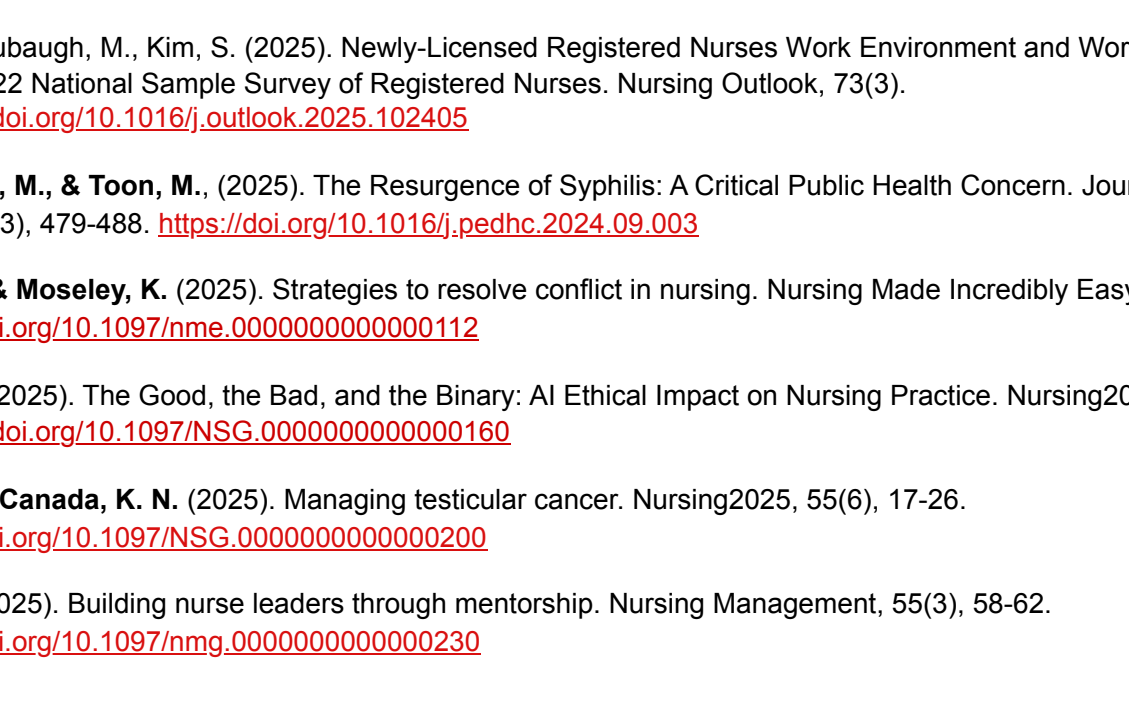 ubaugh, M., Kim, S. (2025). Newly-Licensed Registered Nurses Work Environment and Wor
22 National Sample Survey of Registered Nurses. Nursing Outlook, 73(3).
doi.org/10.1016/j.outlook.2025.102405
, M., & Toon, M., (2025). The Resurgence of Syphilis: A Critical Public Health Concern. Jour
3), 479-488. https://doi.org/10.1016/j.pedhc.2024.09.003
& Moseley, K. (2025). Strategies to resolve conflict in nursing. Nursing Made Incredibly Easy
i.org/10.1097/nme.0000000000000112
2025). The Good, the Bad, and the Binary: AI Ethical Impact on Nursing Practice. Nursing20
doi.org/10.1097/NSG.0000000000000160
Canada, K. N. (2025). Managing testicular cancer. Nursing2025, 55(6), 17-26.
i.org/10.1097/NSG.0000000000000200
025). Building nurse leaders through mentorship. Nursing Management, 55(3), 58-62.
i.org/10.1097/nmg.0000000000000230